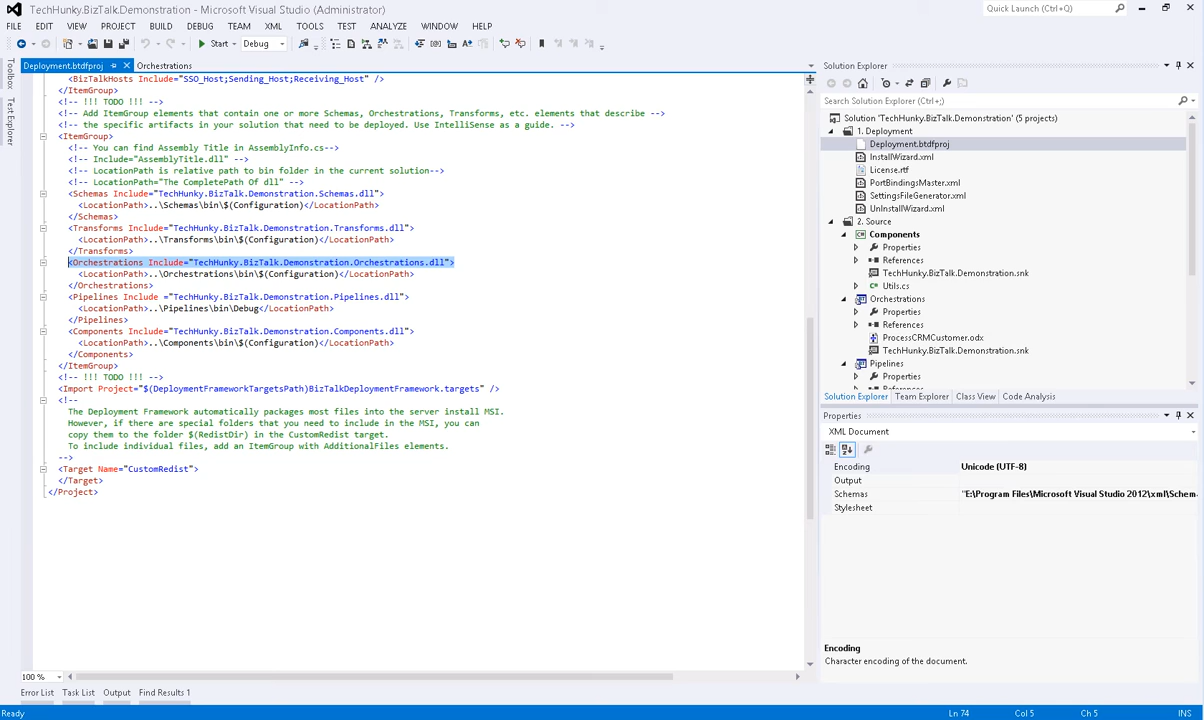 TechHunky.BizTalk.Demonstration - Microsoft Visual Studio (Administrator)
Quick Launch (Ctrl+Q)
FILE EDIT VIEW PROJECT BUILD DEBUG TEAM XML TOOLS TEST ANALYZE WINDOW HELP
Start Debug
Toolbox
Test Explorer
Deployment.btdfproj Orchestrations
<BizTalkHosts Include="SSO_Host;Sending_Host;Receiving_Host" />
</ItemGroup>
<!-- !!! TODO !!! -->
<!-- Add ItemGroup elements that contain one or more Schemas, Orchestrations, Transforms, etc. elements that describe -->
<!-- the specific artifacts in your solution that need to be deployed. Use IntelliSense as a guide. -->
<ItemGroup>
<!-- You can find Assembly Title in AssemblyInfo.cs-->
<!-- Include="AssemblyTitle.dll" -->
<!-- LocationPath is relative path to bin folder in the current solution-->
<!-- LocationPath="The CompletePath Of dll" -->
<Schemas Include="TechHunky.BizTalk.Demonstration.Schemas.dll">
<LocationPath>..\Schemas\bin\$(Configuration)</LocationPath>
</Schemas>
<Transforms Include="TechHunky.BizTalk.Demonstration.Transforms.dll">
<LocationPath>..\Transforms\bin\$(Configuration)</LocationPath>
</Transforms>
<Orchestrations Include="TechHunky.BizTalk.Demonstration.Orchestrations.dll">
<LocationPath>..\Orchestrations\bin\$(Configuration)</LocationPath>
</Orchestrations>
<Pipelines Include ="TechHunky.BizTalk.Demonstration.Pipelines.dll">
<LocationPath>..\Pipelines\bin\Debug</LocationPath>
</Pipelines>
<Components Include="TechHunky.BizTalk.Demonstration.Components.dll">
<LocationPath>..\Components\bin\$(Configuration)</LocationPath>
</Components>
</ItemGroup>
<!-- !!! TODO !!! -->
<Import Project="$(DeploymentFrameworkTargetsPath)BizTalkDeploymentFramework.targets" />
<!--
The Deployment Framework automatically packages most files into the server install MSI.
However, if there are special folders that you need to include in the MSI, you can
copy them to the folder $(RedistDir) in the CustomRedist target.
To include individual files, add an ItemGroup with AdditionalFiles elements.
-->
<Target Name="CustomRedist">
</Target>
</Project>
100 %
Error List Task List Output Find Results 1
Solution Explorer
Search Solution Explorer (Ctrl+;)
Solution 'TechHunky.BizTalk.Demonstration' (5 projects)
1. Deployment
Deployment.btdfproj
InstallWizard.xml
License.rtf
PortBindingsMaster.xml
SettingsFileGenerator.xml
UnInstallWizard.xml
2. Source
Components
Properties
References
TechHunky.BizTalk.Demonstration.snk
Utils.cs
Orchestrations
Properties
References
ProcessCRMCustomer.odx
TechHunky.BizTalk.Demonstration.snk
Pipelines
Properties
Solution Explorer Team Explorer Class View Code Analysis
Properties
XML Document
Encoding Unicode (UTF-8)
Output
Schemas "E:\Program Files\Microsoft Visual Studio 2012\xml\Schem
Stylesheet
Encoding
Character encoding of the document.
Ready Ln 74 Col 5 Ch 5 INS